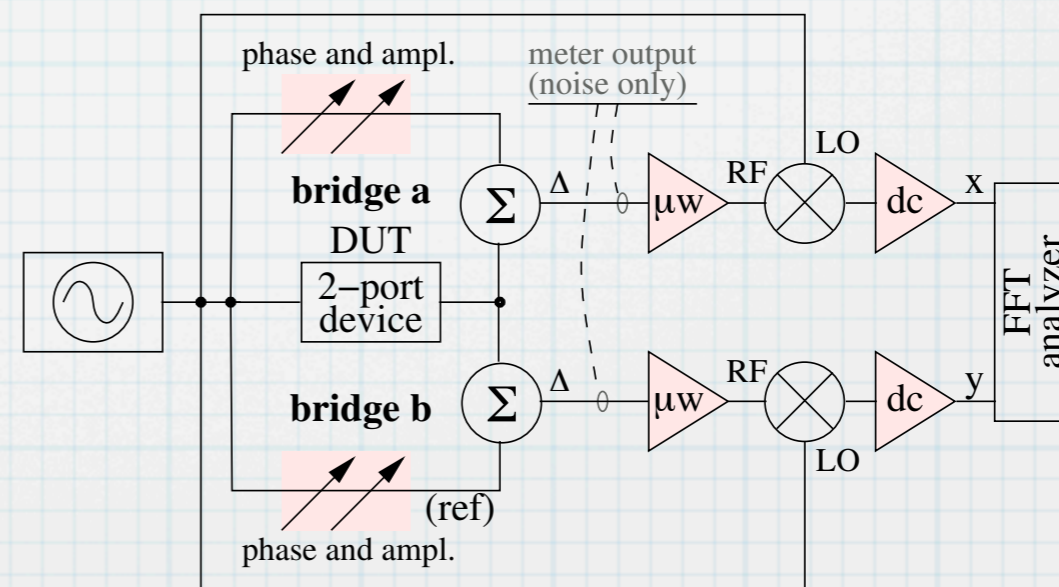 phase and ampl.
meter output
(noise only)
LO
bridge a
Δ
RF
Σ
μw
dc
x
DUT
2−port
device
FFT
analyzer
bridge b
Δ
RF
Σ
μw
dc
y
LO
(ref)
phase and ampl.